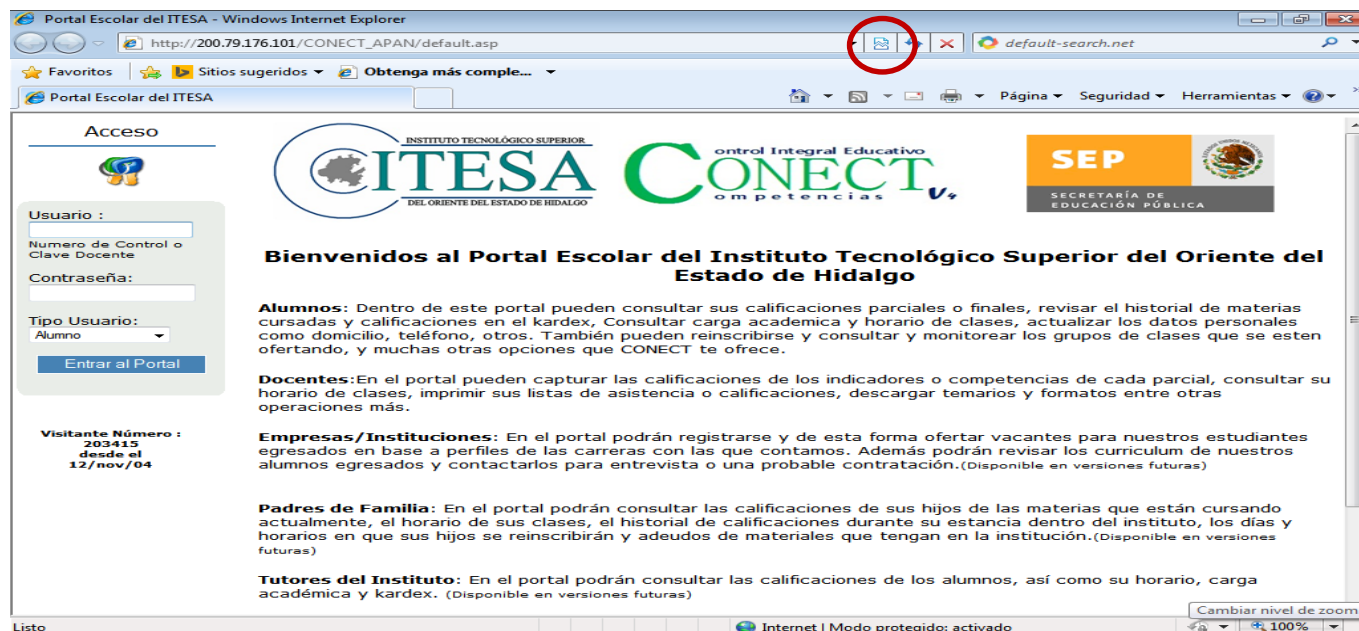 Portal Escolar del ITESA - Windows Internet Explorer
http://200.79.176.101/CONECT_APAN/default.asp
default-search.net
Favoritos
Sitios sugeridos
Obtenga más comple...
Portal Escolar del ITESA
Página
Seguridad
Herramientas
Acceso
Usuario :
Numero de Control o
Clave Docente
Contraseña:
Tipo Usuario:
Alumno
Entrar al Portal
Visitante Número :
203415
desde el
12/nov/04
INSTITUTO TECNOLÓGICO SUPERIOR
ITESA
DEL ORIENTE DEL ESTADO DE HIDALGO
Control Integral Educativo
CONECT
ompetencias V4
SEP
SECRETARÍA DE
EDUCACIÓN PÚBLICA
Bienvenidos al Portal Escolar del Instituto Tecnológico Superior del Oriente del
Estado de Hidalgo
Alumnos: Dentro de este portal pueden consultar sus calificaciones parciales o finales, revisar el historial de materias
cursadas y calificaciones en el kardex, Consultar carga academica y horario de clases, actualizar los datos personales
como domicilio, teléfono, otros. También pueden reinscribirse y consultar y monitorear los grupos de clases que se esten
ofertando, y muchas otras opciones que CONECT te ofrece.
Docentes:En el portal pueden capturar las calificaciones de los indicadores o competencias de cada parcial, consultar su
horario de clases, imprimir sus listas de asistencia o calificaciones, descargar temarios y formatos entre otras
operaciones más.
Empresas/Instituciones: En el portal podrán registrarse y de esta forma ofertar vacantes para nuestros estudiantes
egresados en base a perfiles de las carreras con las que contamos. Además podrán revisar los curriculum de nuestros
alumnos egresados y contactarlos para entrevista o una probable contratación.(Disponible en versiones futuras)
Padres de Familia: En el portal podrán consultar las calificaciones de sus hijos de las materias que están cursando
actualmente, el horario de sus clases, el historial de calificaciones durante su estancia dentro del instituto, los días y
horarios en que sus hijos se reinscribirán y adeudos de materiales que tengan en la institución.(Disponible en versiones
futuras)
Tutores del Instituto: En el portal podrán consultar las calificaciones de los alumnos, así como su horario, carga
académica y kardex. (Disponible en versiones futuras)
Cambiar nivel de zoom
Listo
Internet | Modo protegido: activado
100%